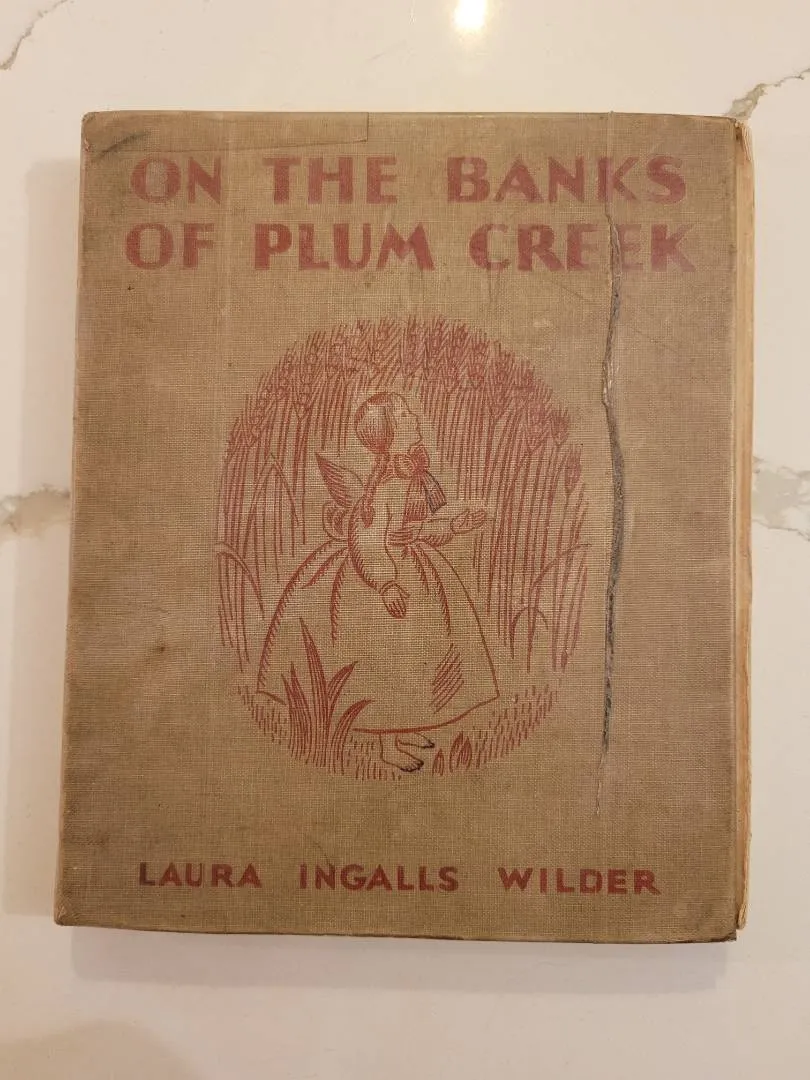 ON THE BANKS
OF PLUM CREEK
LAURA INGALLS WILDER